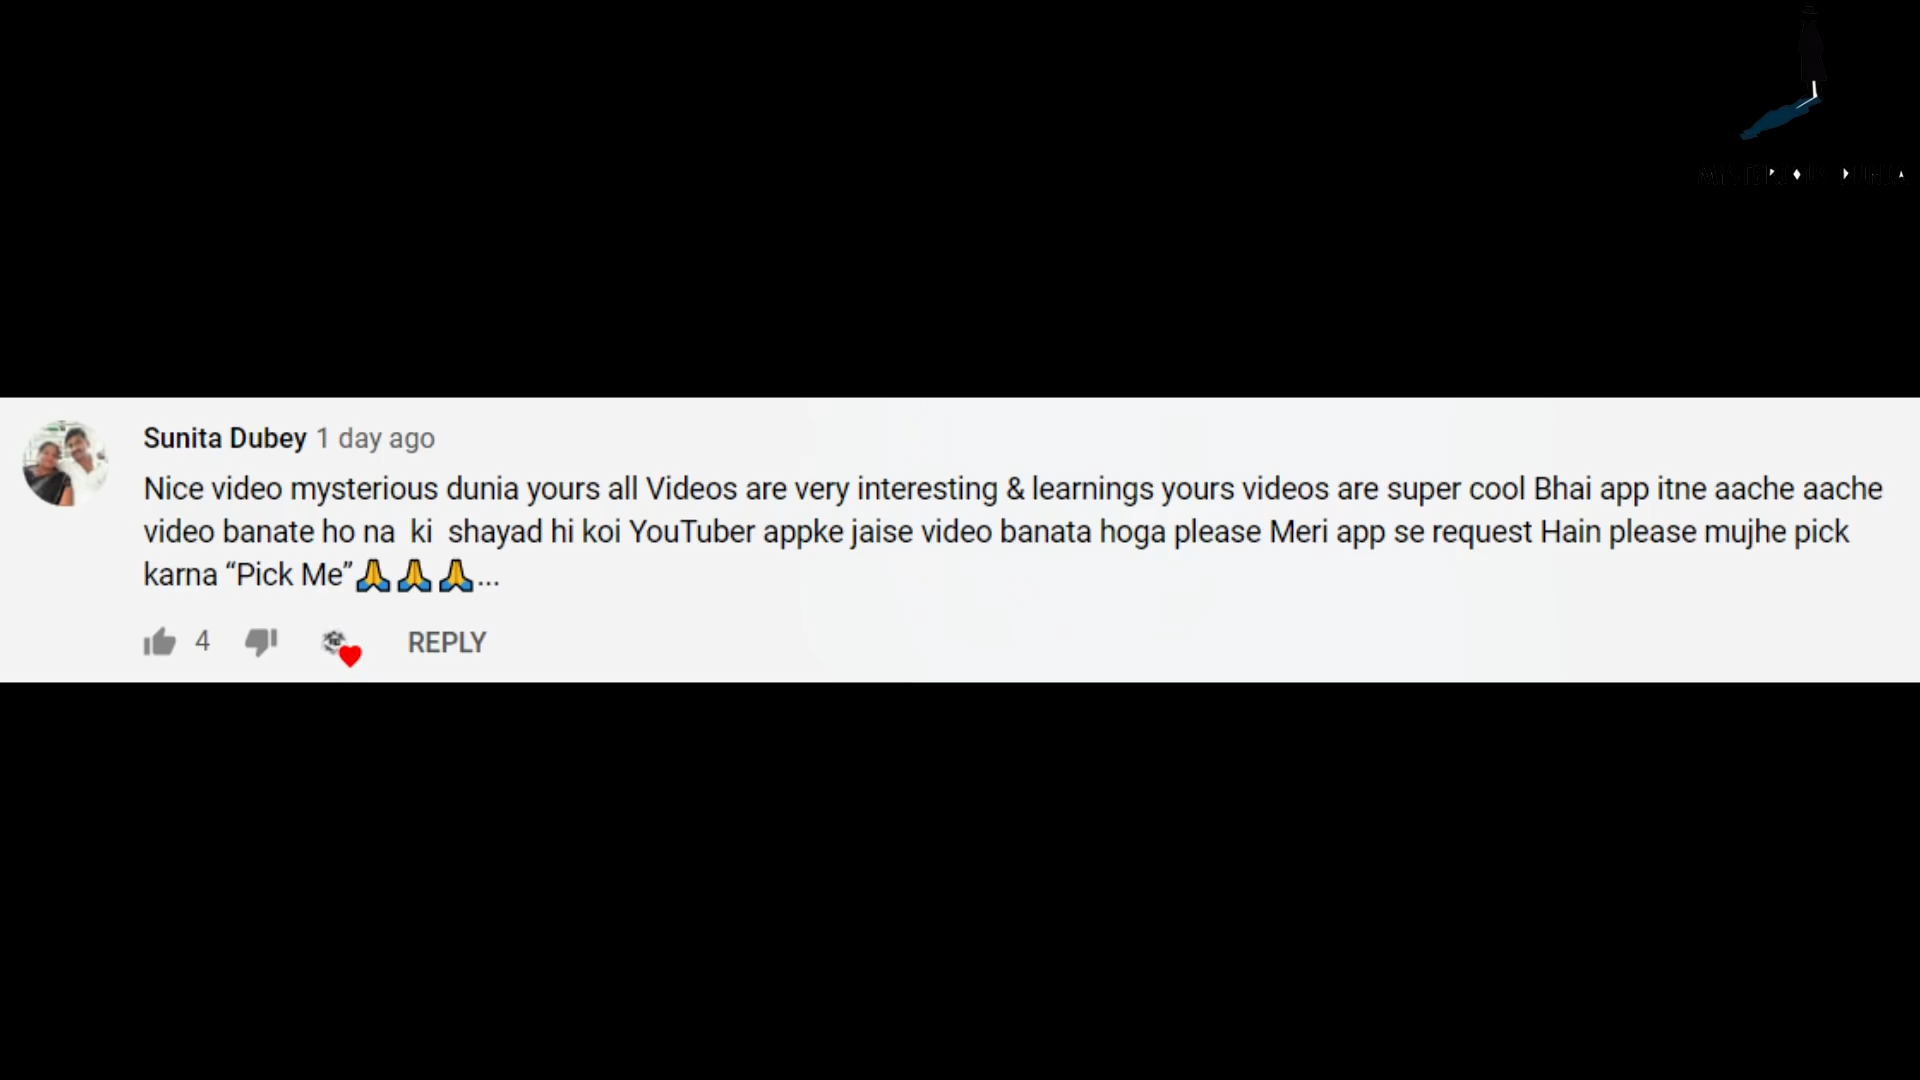 Sunita Dubey 1 day ago
Nice video mysterious dunia yours all Videos are very interesting & learnings yours videos are super cool Bhai app itne aache aache
video banate ho na  ki  shayad hi koi YouTuber appke jaise video banata hoga please Meri app se request Hain please mujhe pick
karna “Pick Me”🙏🙏🙏...
4 REPLY